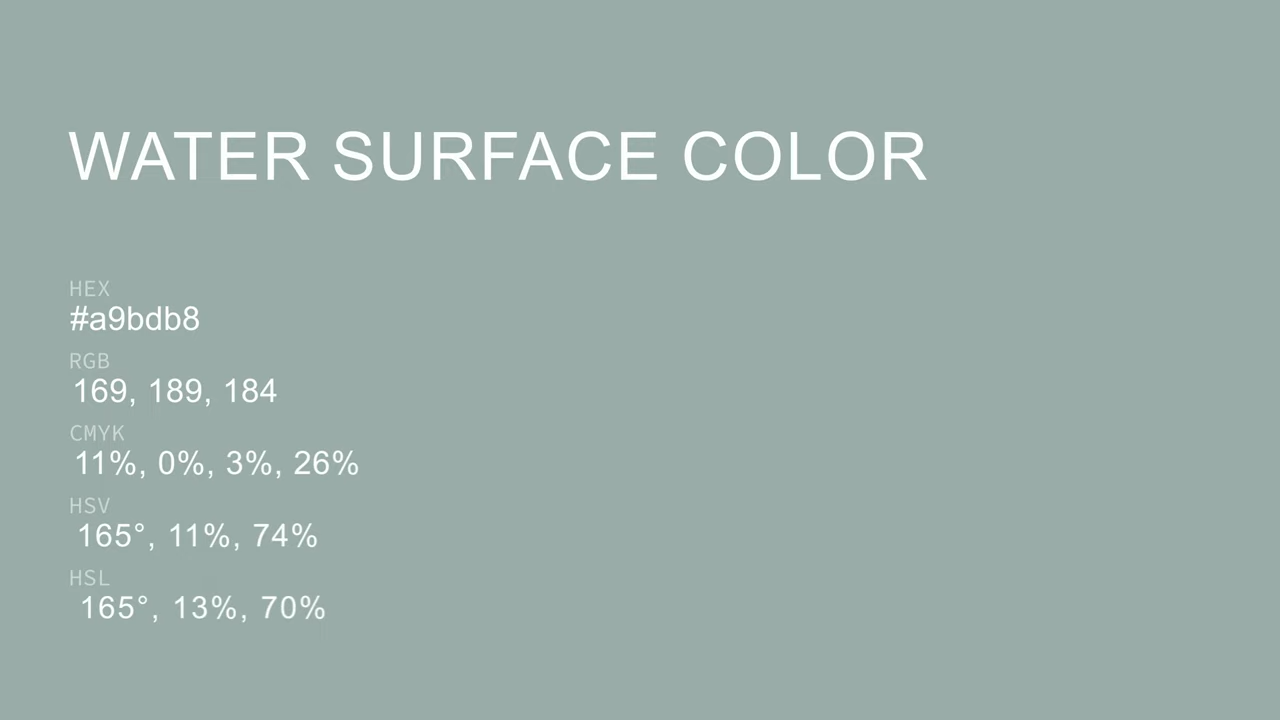 WATER SURFACE COLOR
HEX
#a9bdb8
RGB
169, 189, 184
CMYK
11%, 0%, 3%, 26%
HSV
165°, 11%, 74%
HSL
165°, 13%, 70%